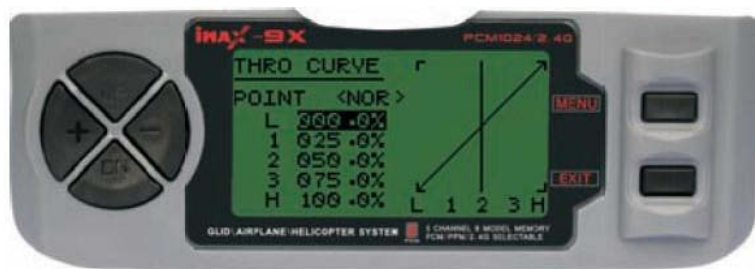 iMAX-9X
PCM1024/2.4G
THRO CURVE
POINT <NOR>
L 000.0%
1 025.0%
2 050.0%
3 075.0%
H 100.0%
L 1 2 3 H
MENU
EXIT
+
-
DN
GLID\AIRPLANE\HELICOPTER SYSTEM
8 MODEL MEMORY
PCM/PPM/2.4G SELECTABLE